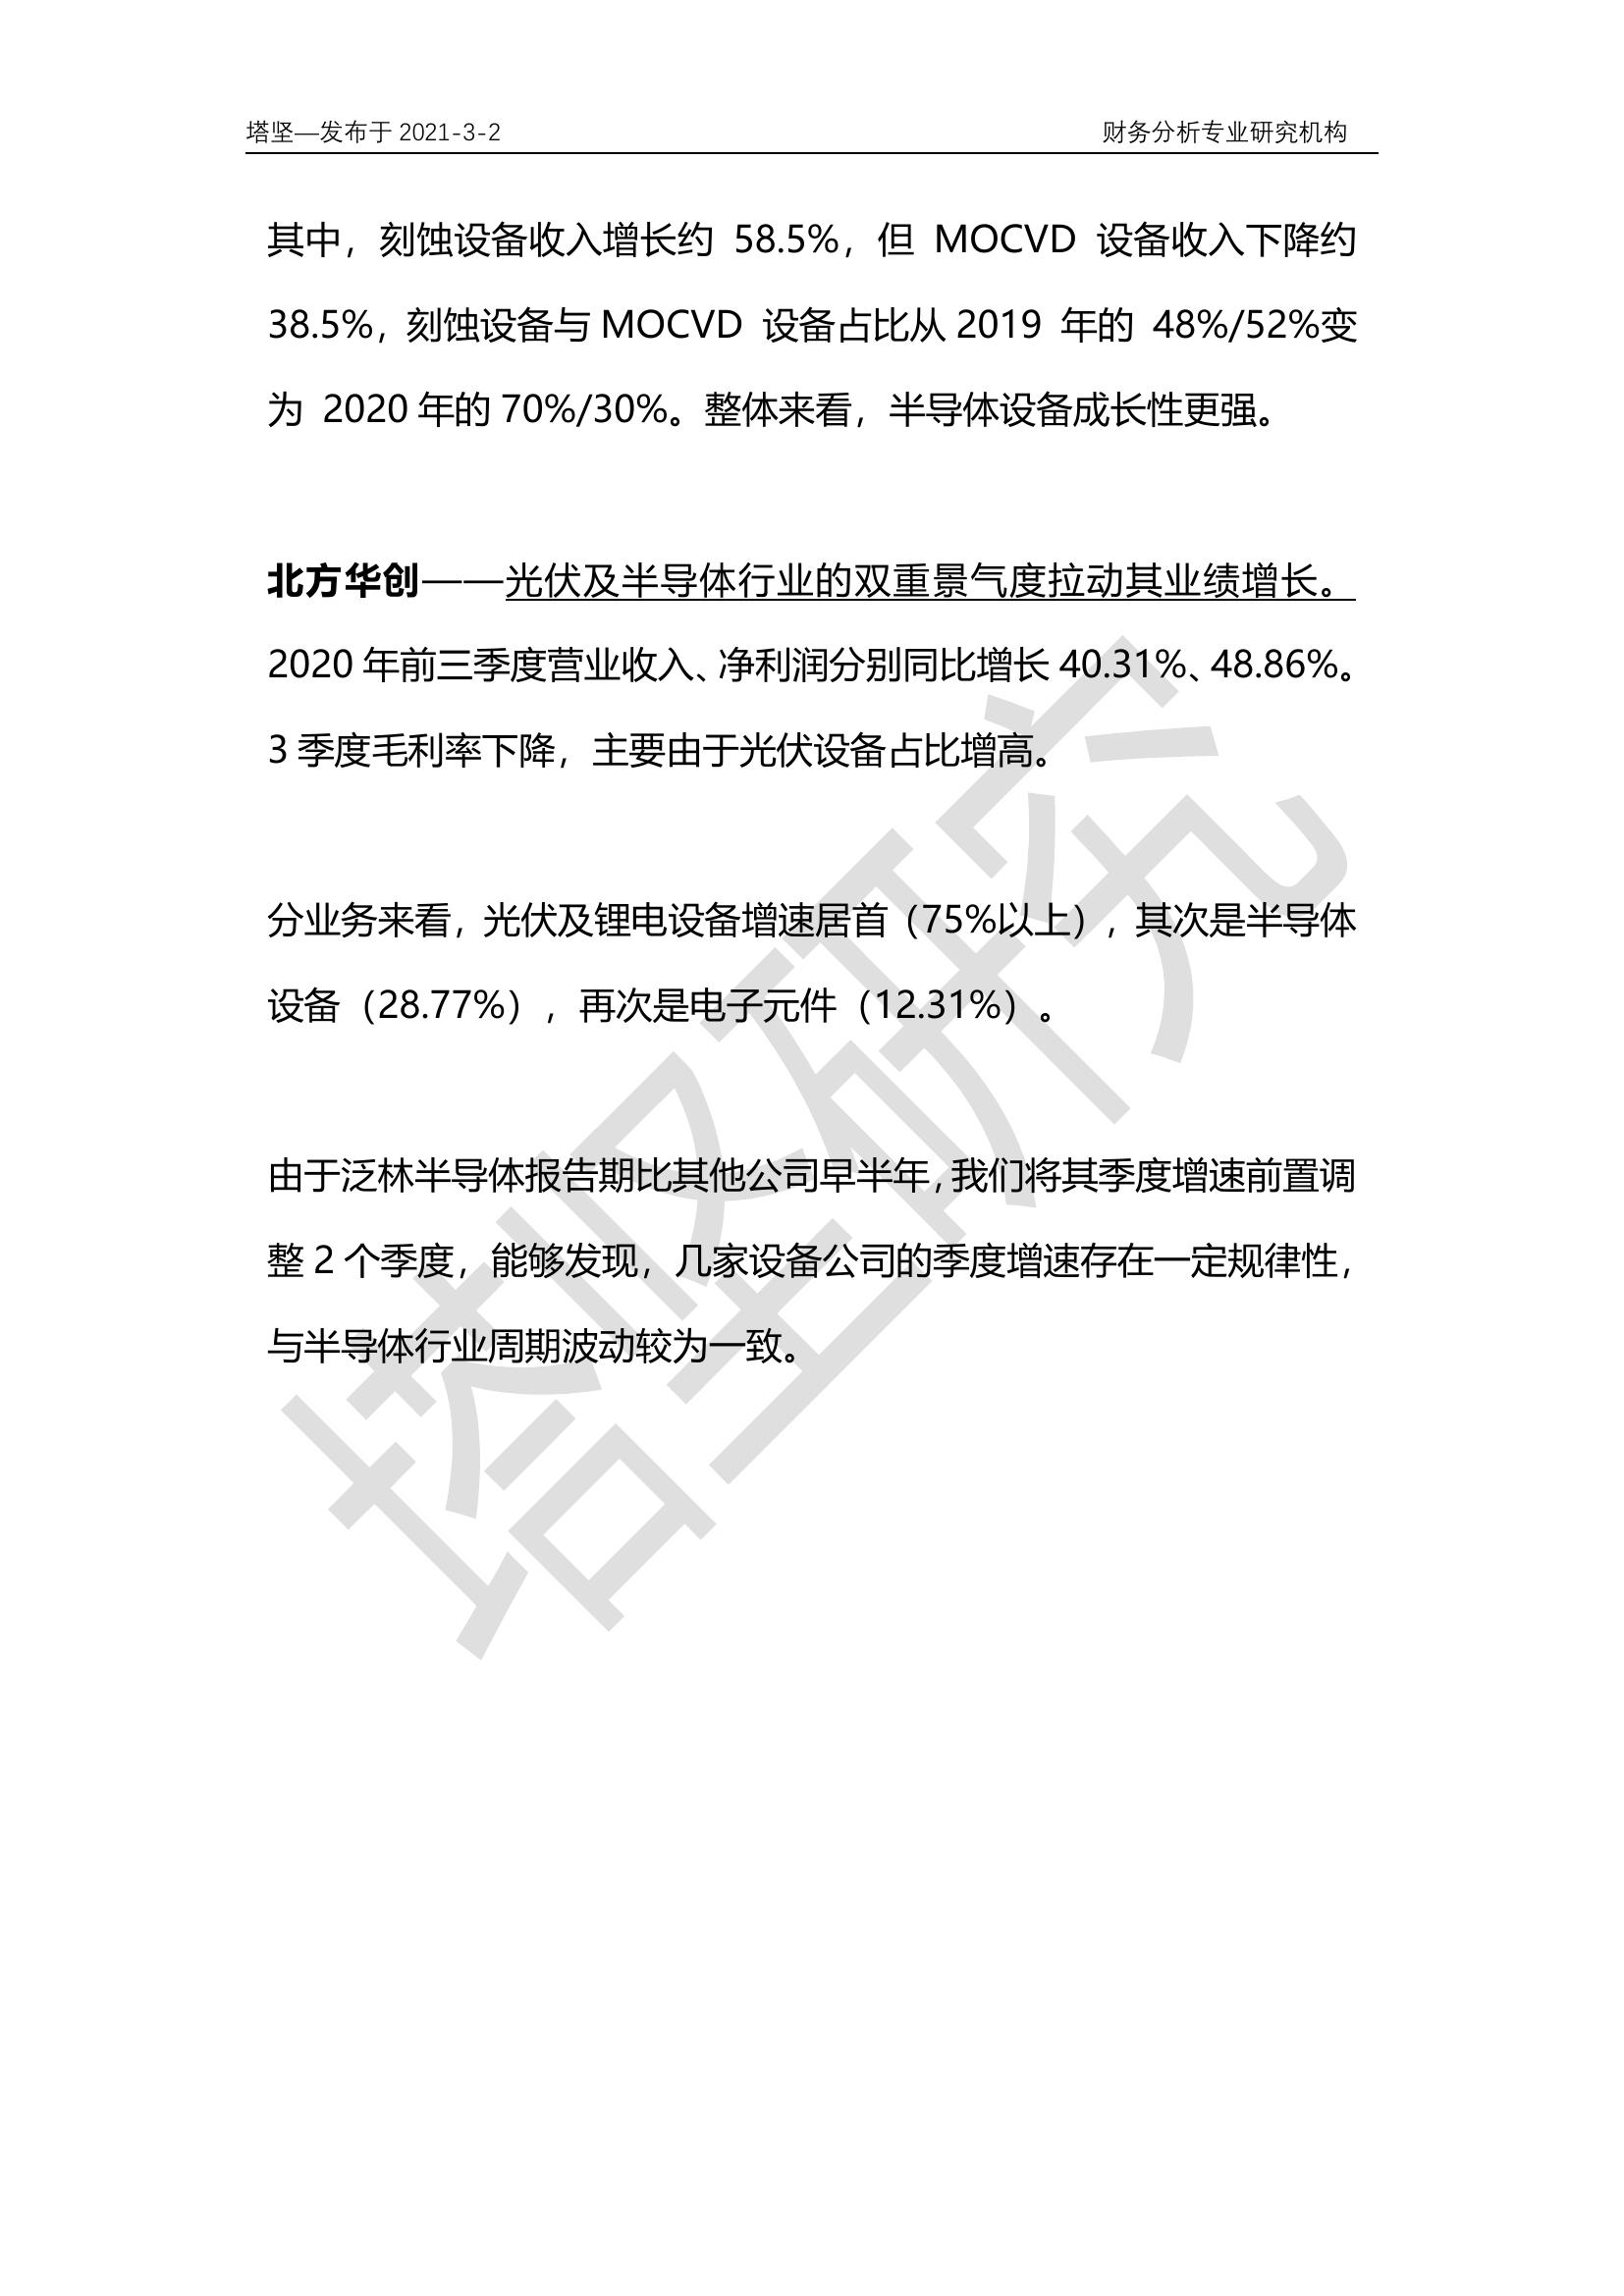 塔坚—发布于 2021-3-2 财务分析专业研究机构
其中，刻蚀设备收入增长约 58.5%，但 MOCVD 设备收入下降约
38.5%，刻蚀设备与 MOCVD 设备占比从 2019 年的 48%/52%变
为 2020 年的 70%/30%。整体来看，半导体设备成长性更强。
北方华创——光伏及半导体行业的双重景气度拉动其业绩增长。
2020 年前三季度营业收入、净利润分别同比增长 40.31%、48.86%。
3 季度毛利率下降，主要由于光伏设备占比增高。
分业务来看，光伏及锂电设备增速居首（75%以上），其次是半导体
设备（28.77%），再次是电子元件（12.31%）。
由于泛林半导体报告期比其他公司早半年，我们将其季度增速前置调
整 2 个季度，能够发现，几家设备公司的季度增速存在一定规律性，
与半导体行业周期波动较为一致。
塔坚研究